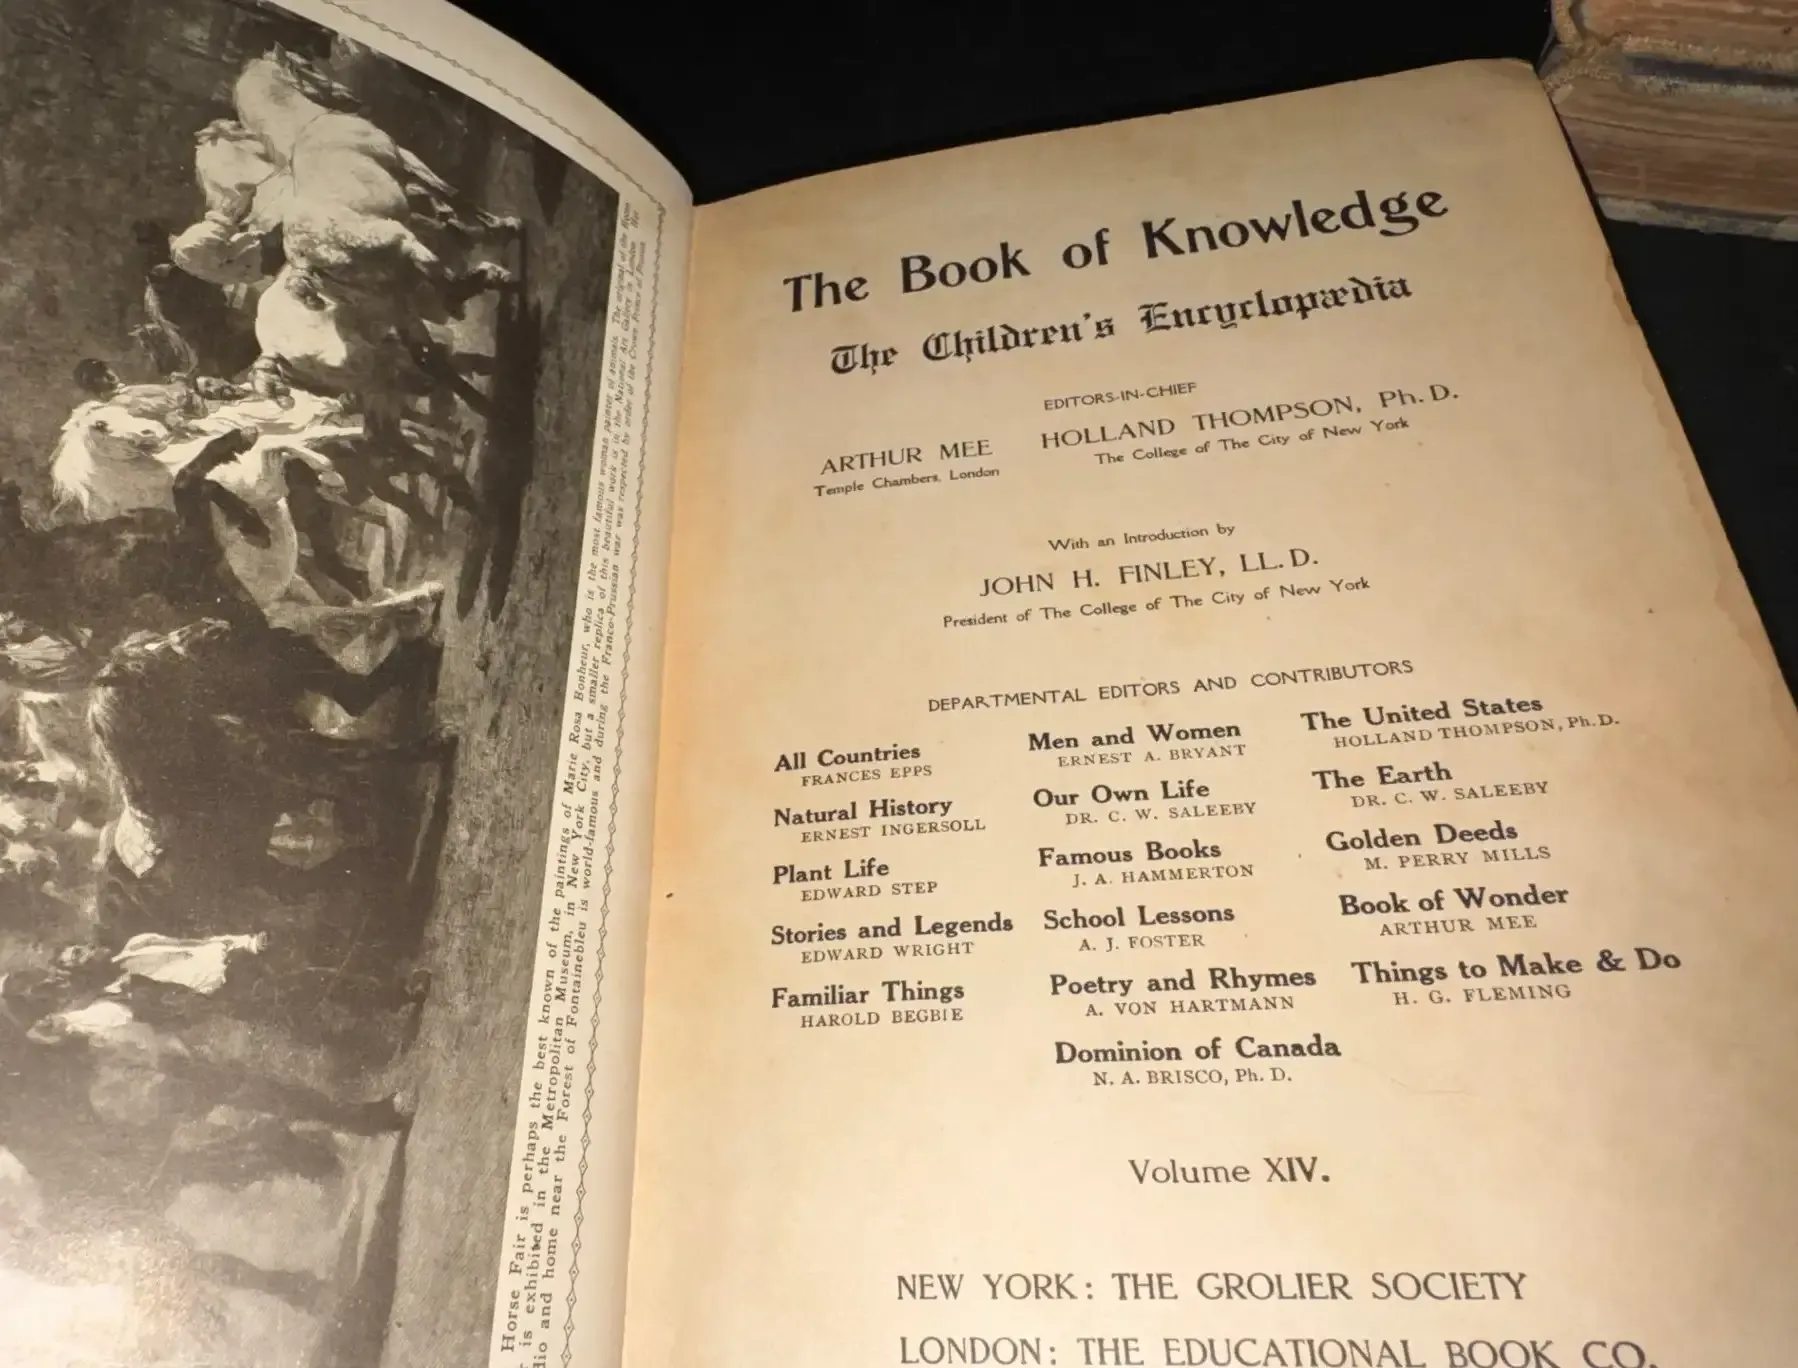 Horse Fair is perhaps the best known of the paintings of Marie Rosa Bonheur, who is the most famous woman painter of animals. The original of the Horse
is exhibited in the Metropolitan Museum, in New York City, but a smaller replica of this beautiful work is in the National Art Gallery in London. Her
and home near the Forest of Fontainebleu is world-famous and during the Franco-Prussian war was respected by order of the Crown Prince of Prussia.
The Book of Knowledge
The Children's Encyclopædia
EDITORS-IN-CHIEF
ARTHUR MEE HOLLAND THOMPSON, Ph. D.
Temple Chambers, London The College of The City of New York
With an Introduction by
JOHN H. FINLEY, LL. D.
President of The College of The City of New York
DEPARTMENTAL EDITORS AND CONTRIBUTORS
All Countries
FRANCES EPPS
Natural History
ERNEST INGERSOLL
Plant Life
EDWARD STEP
Stories and Legends
EDWARD WRIGHT
Familiar Things
HAROLD BEGBIE
Men and Women
ERNEST A. BRYANT
Our Own Life
DR. C. W. SALEEBY
Famous Books
J. A. HAMMERTON
School Lessons
A. J. FOSTER
Poetry and Rhymes
A. VON HARTMANN
Dominion of Canada
N. A. BRISCO, Ph. D.
The United States
HOLLAND THOMPSON, Ph. D.
The Earth
DR. C. W. SALEEBY
Golden Deeds
M. PERRY MILLS
Book of Wonder
ARTHUR MEE
Things to Make & Do
H. G. FLEMING
Volume XIV.
NEW YORK: THE GROLIER SOCIETY
LONDON: THE EDUCATIONAL BOOK CO.